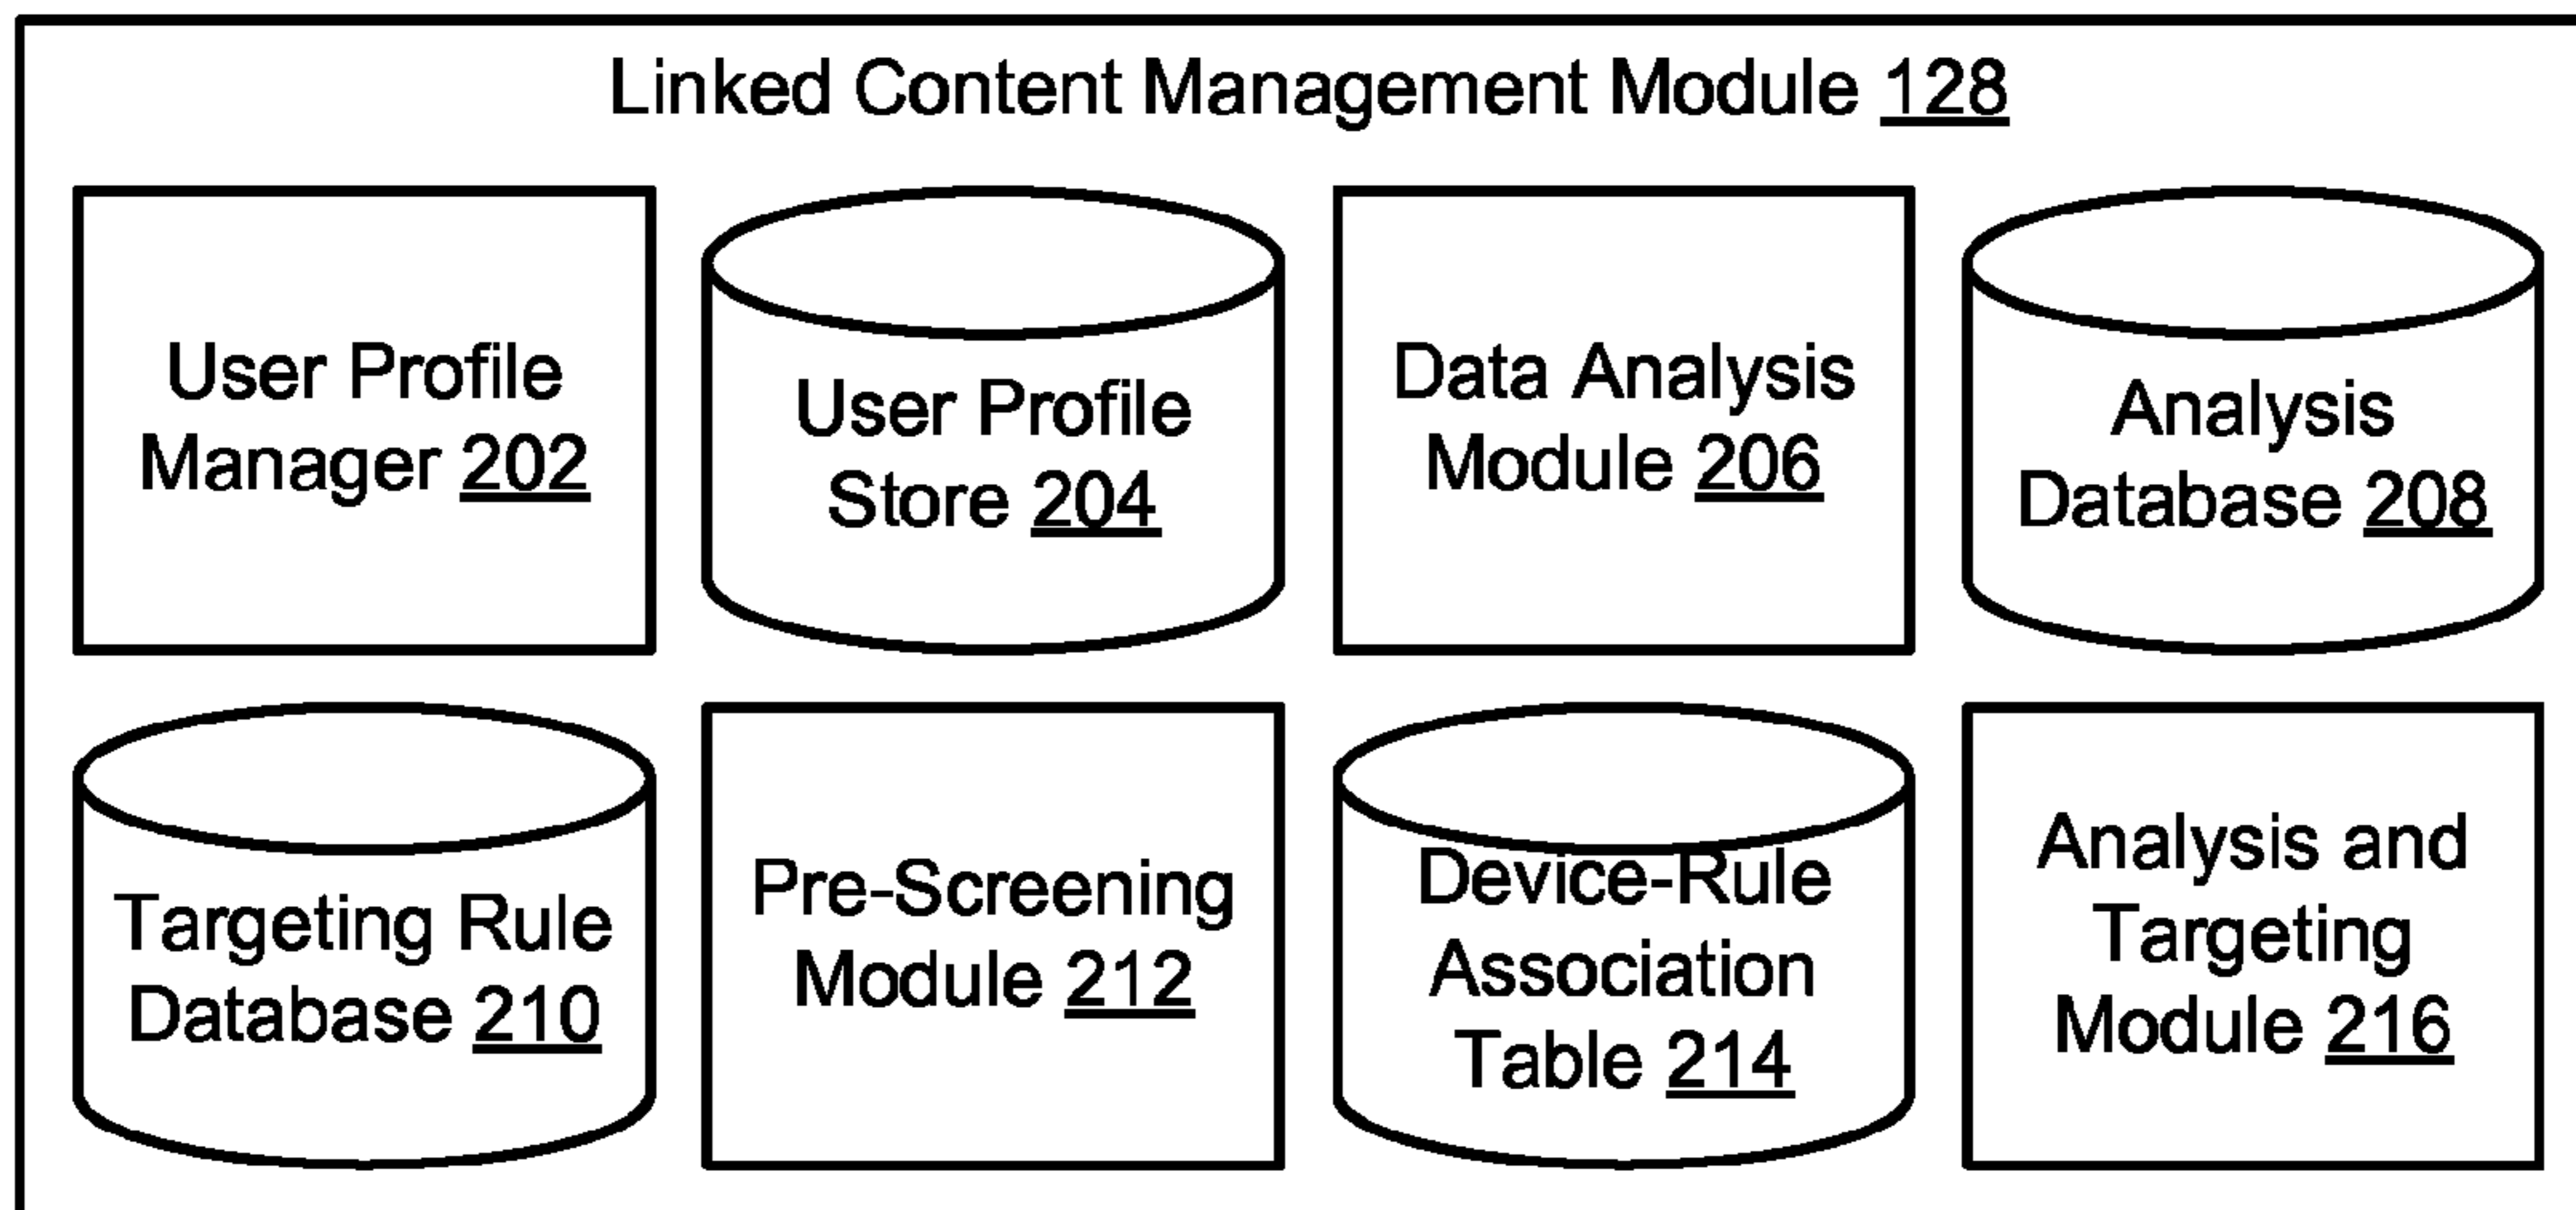 Linked Content Management Module 128
User Profile
Manager 202
User Profile
Store 204
Data Analysis
Module 206
Analysis
Database 208
Targeting Rule
Database 210
Pre-Screening
Module 212
Device-Rule
Association
Table 214
Analysis and
Targeting
Module 216